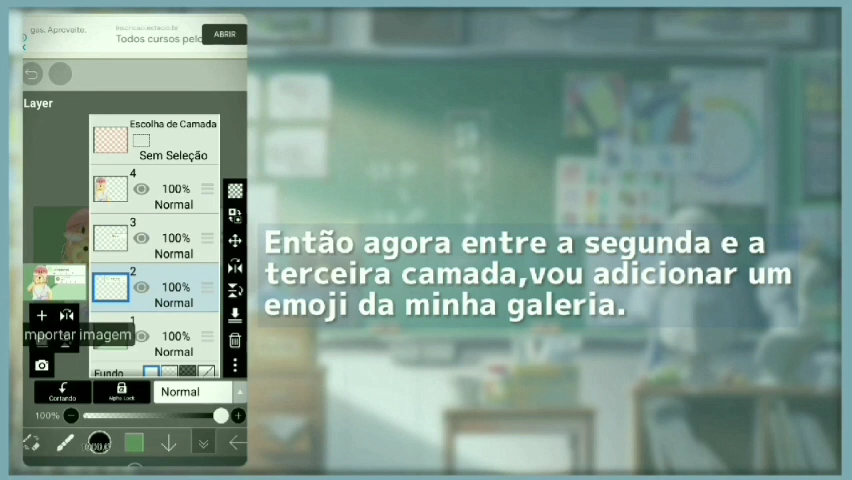 gas. Aproveite.
Todos cursos pelo
ABRIR
Layer
Escolha de Camada
Sem Seleção
4
100%
Normal
3
100%
Normal
2
100%
Normal
1
100%
Normal
mportar imagem
Fundo
Cortando
Alpha Lock
Normal
100%
Então agora entre a segunda e a
terceira camada,vou adicionar um
emoji da minha galeria.